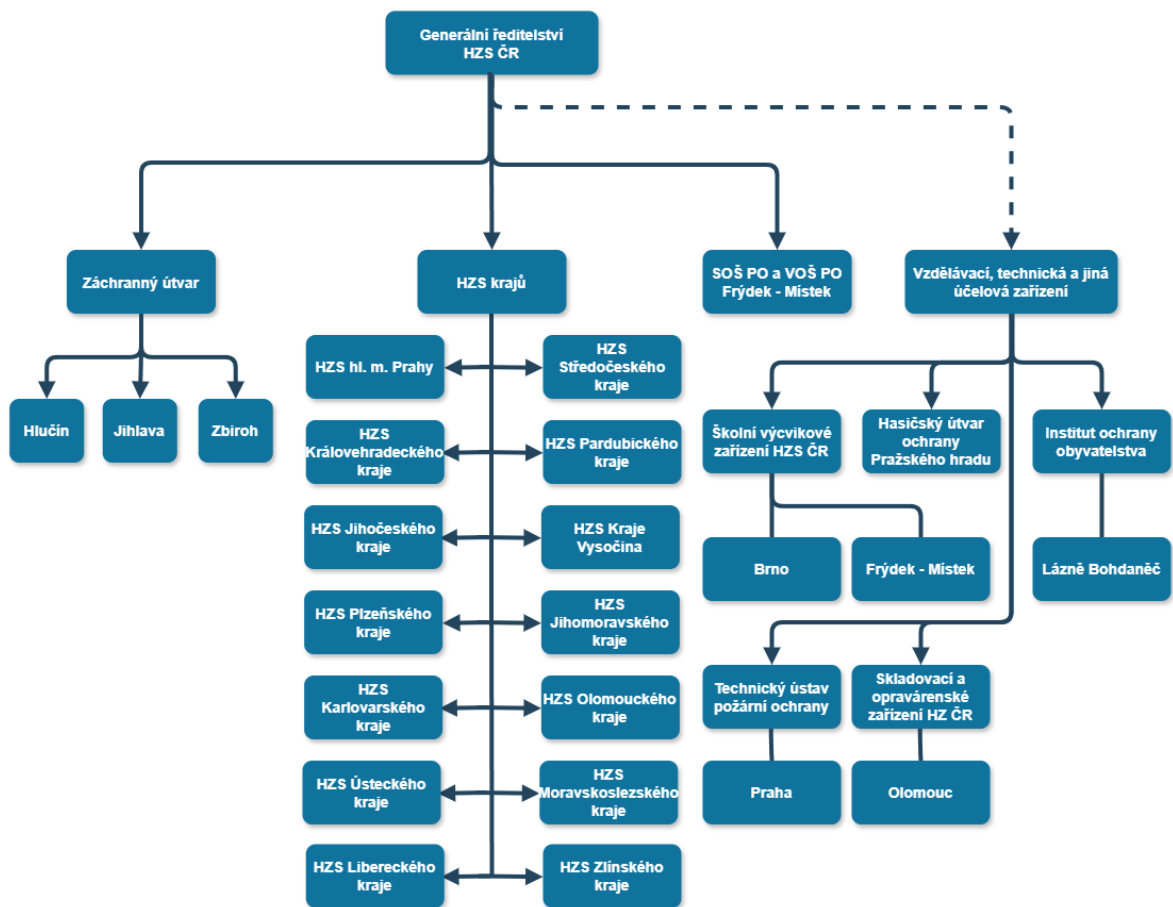 Generální ředitelství
HZS ČR
Záchranný útvar
HZS krajů
SOŠ PO a VOŠ PO
Frýdek - Místek
Vzdělávací, technická a jiná
účelová zařízení
HZS hl. m. Prahy
HZS
Středočeského
kraje
Hlučín
Jihlava
Zbiroh
HZS
Královehradeckého
kraje
HZS Pardubického
kraje
Školní výcvikové
zařízení HZS ČR
Hasičský útvar
ochrany
Pražského hradu
Institut ochrany
obyvatelstva
HZS Jihočeského
kraje
HZS Kraje
Vysočina
Brno
Frýdek - Místek
Lázně Bohdaněč
HZS Plzeňského
kraje
HZS
Jihomoravského
kraje
HZS
Karlovarského
kraje
HZS Olomouckého
kraje
Technický ústav
požární ochrany
Skladovací a
opravárenské
zařízení HZ ČR
HZS Ústeckého
kraje
HZS
Moravskoslezského
kraje
Praha
Olomouc
HZS Libereckého
kraje
HZS Zlínského
kraje